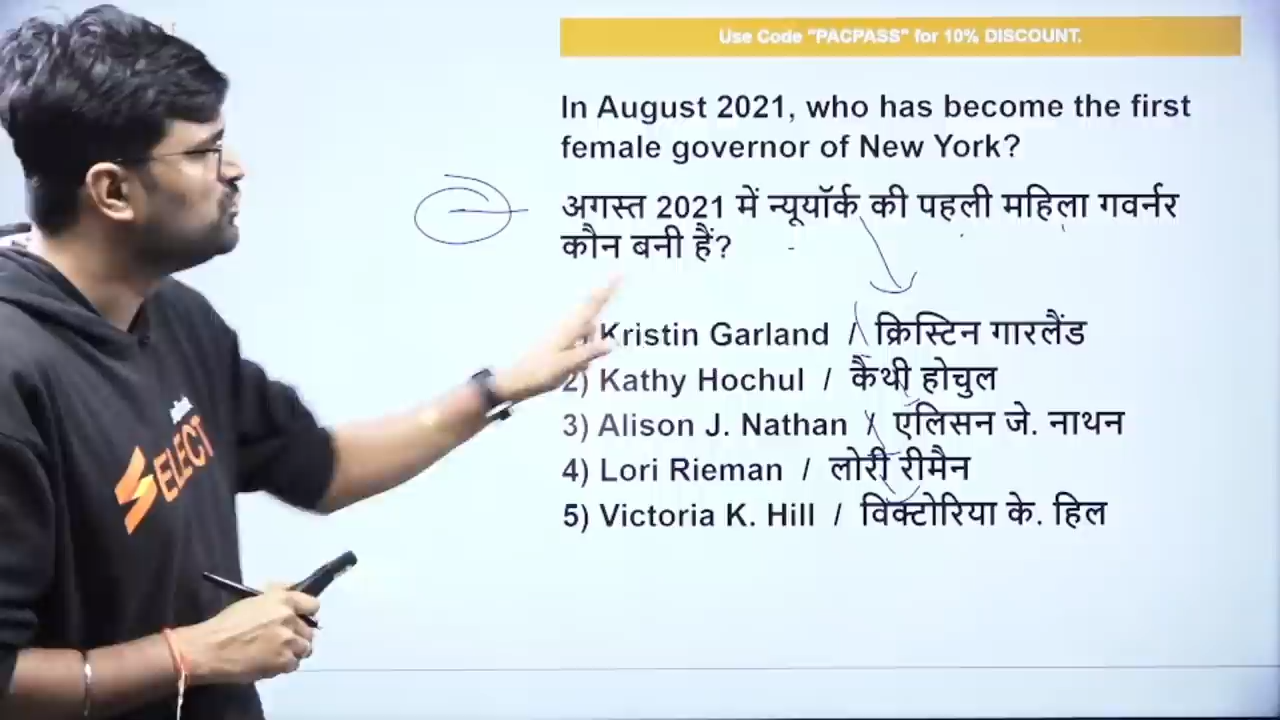 Use Code "PACPASS" for 10% DISCOUNT.
In August 2021, who has become the first
female governor of New York?
अगस्त 2021 में न्यूयॉर्क की पहली महिला गवर्नर
कौन बनी हैं?
Kristin Garland / क्रिस्टिन गारलैंड
2) Kathy Hochul / कैथी होचुल
3) Alison J. Nathan / एलिसन जे. नाथन
4) Lori Rieman / लोरी रीमैन
5) Victoria K. Hill / विक्टोरिया के. हिल
SELECT